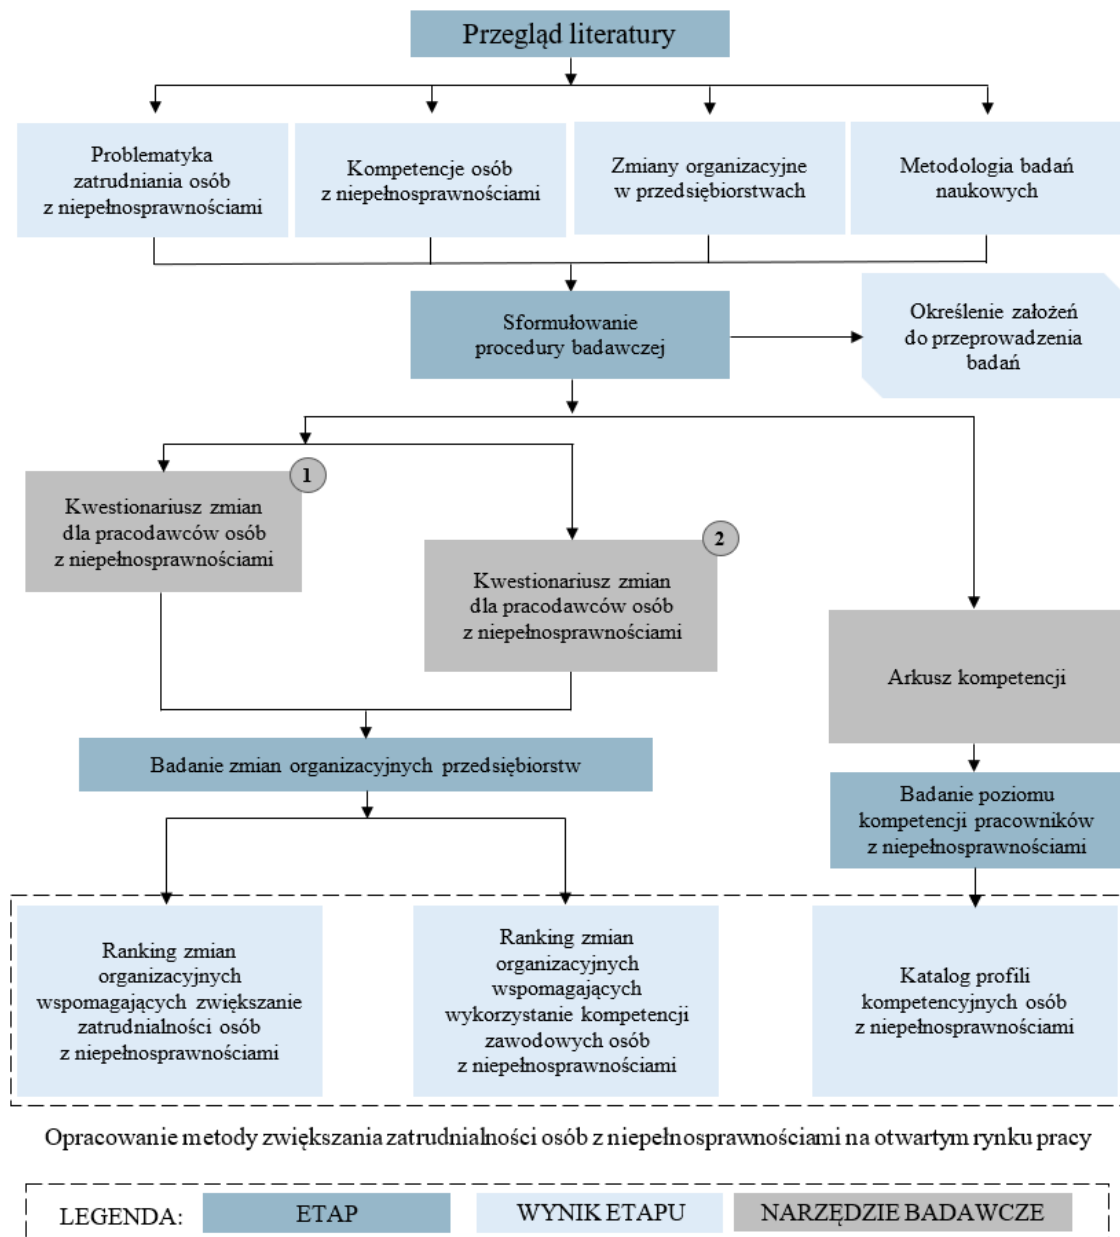 Przegląd literatury
Problematyka
zatrudniania osób
z niepełnosprawnościami
Kompetencje osób
z niepełnosprawnościami
Zmiany organizacyjne
w przedsiębiorstwach
Metodologia badań
naukowych
Sformułowanie
procedury badawczej
Określenie założeń
do przeprowadzenia
badań
1
Kwestionariusz zmian
dla pracodawców osób
z niepełnosprawnościami
2
Kwestionariusz zmian
dla pracodawców osób
z niepełnosprawnościami
Arkusz kompetencji
Badanie zmian organizacyjnych przedsiębiorstw
Badanie poziomu
kompetencji pracowników
z niepełnosprawnościami
Ranking zmian
organizacyjnych
wspomagających zwiększanie
zatrudnialności osób
z niepełnosprawnościami
Ranking zmian
organizacyjnych
wspomagających
wykorzystanie kompetencji
zawodowych osób
z niepełnosprawnościami
Katalog profili
kompetencyjnych osób
z niepełnosprawnościami
Opracowanie metody zwiększania zatrudnialności osób z niepełnosprawnościami na otwartym rynku pracy
LEGENDA:
ETAP
WYNIK ETAPU
NARZĘDZIE BADAWCZE